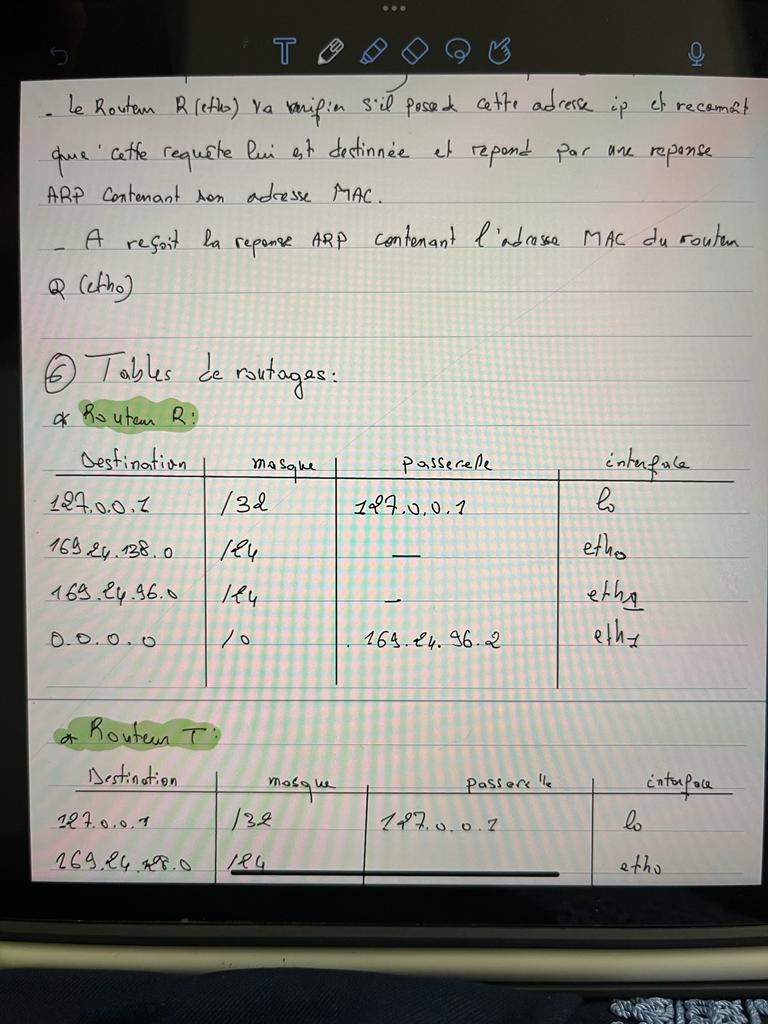 - Le Routeur R (eth0) va verifier s'il possede cette adresse ip et reconnaît
que cette requête lui est destinnée et repond par une reponse
ARP contenant son adresse MAC.
- A reçoit la reponse ARP contenant l'adresse MAC du routeur
R (eth0)
⑥ Tables de routages:
* Routeur R:
Destination masque passerelle interface
127.0.0.1 /32 127.0.0.1 lo
169.24.138.0 /24 — eth0
169.24.96.0 /24 - eth1
0.0.0.0 /0 169.24.96.2 eth1
* Routeur T:
Destination masque passerelle interface
127.0.0.1 /32 127.0.0.1 lo
169.24.128.0 /24 eth0